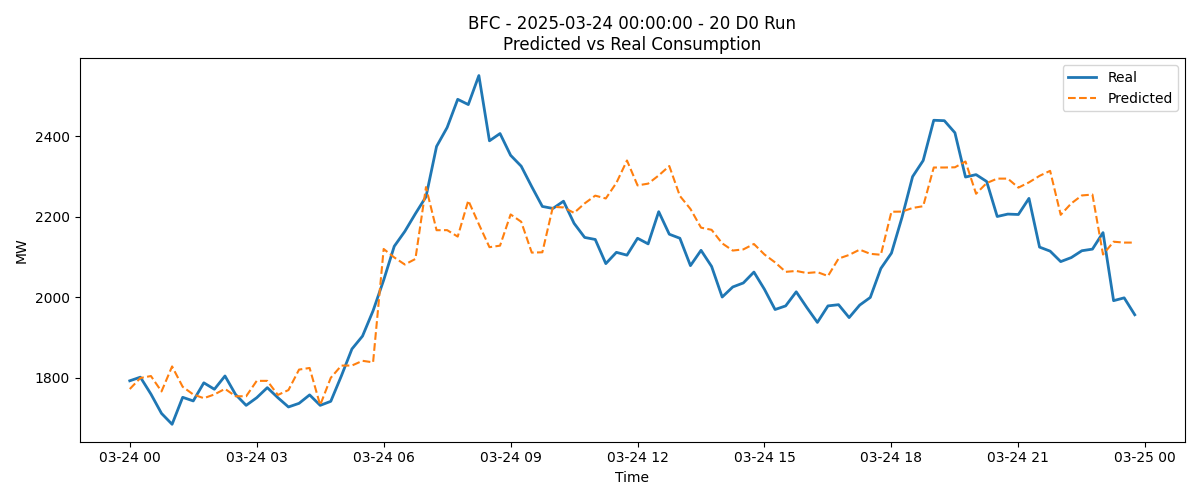 BFC - 2025-03-24 00:00:00 - 20 D0 Run
Predicted vs Real Consumption
Real
Predicted
MW
2400
2200
2000
1800
03-24 00
03-24 03
03-24 06
03-24 09
03-24 12
03-24 15
03-24 18
03-24 21
03-25 00
Time